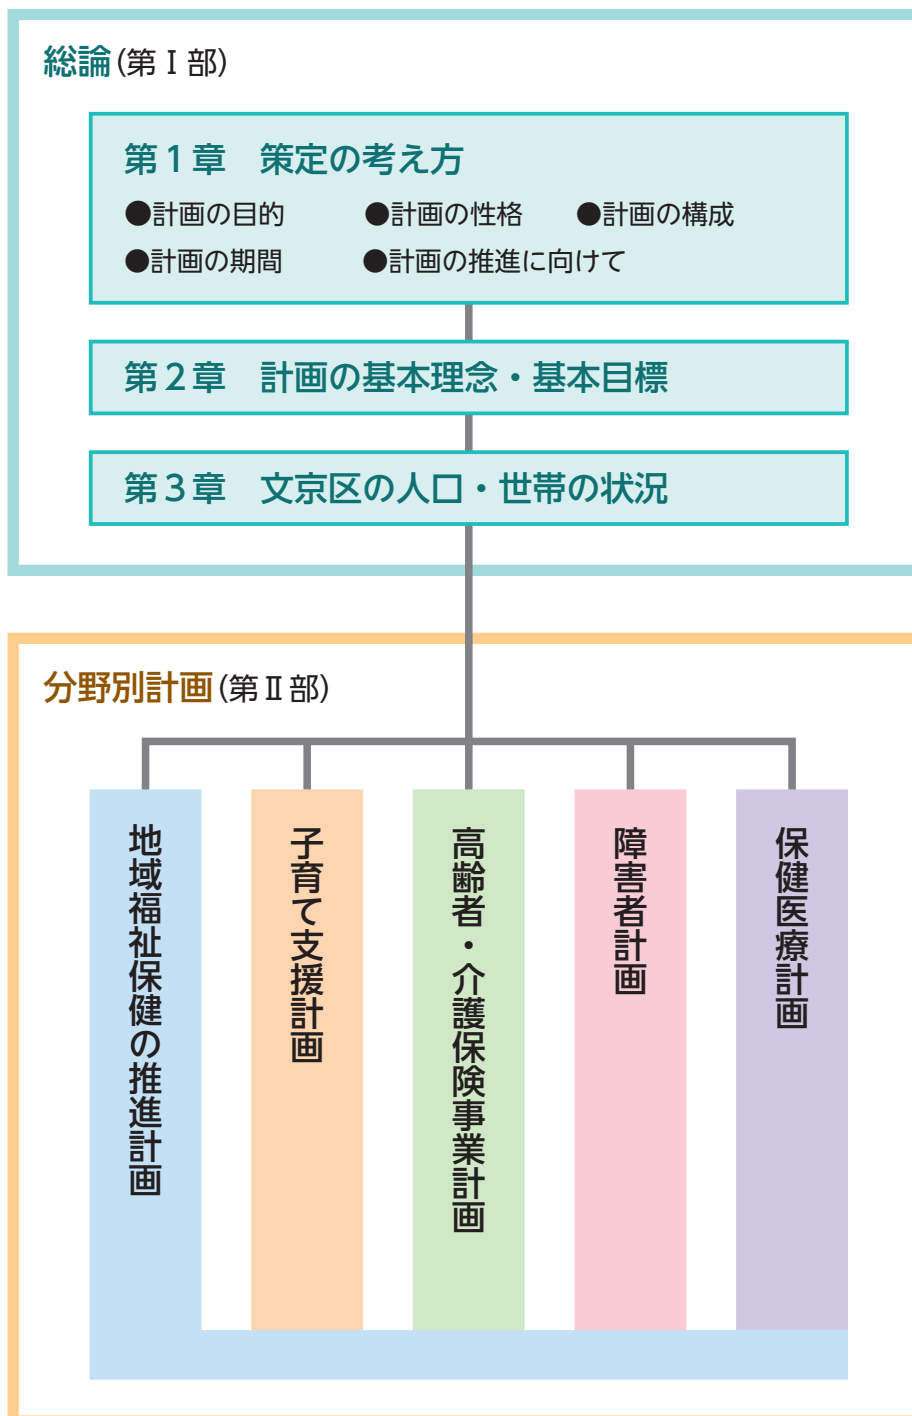 総論(第Ⅰ部)
第1章　策定の考え方
●計画の目的　●計画の性格　●計画の構成
●計画の期間　●計画の推進に向けて
第2章　計画の基本理念・基本目標
第3章　文京区の人口・世帯の状況
分野別計画(第Ⅱ部)
地域福祉保健の推進計画
子育て支援計画
高齢者・介護保険事業計画
障害者計画
保健医療計画